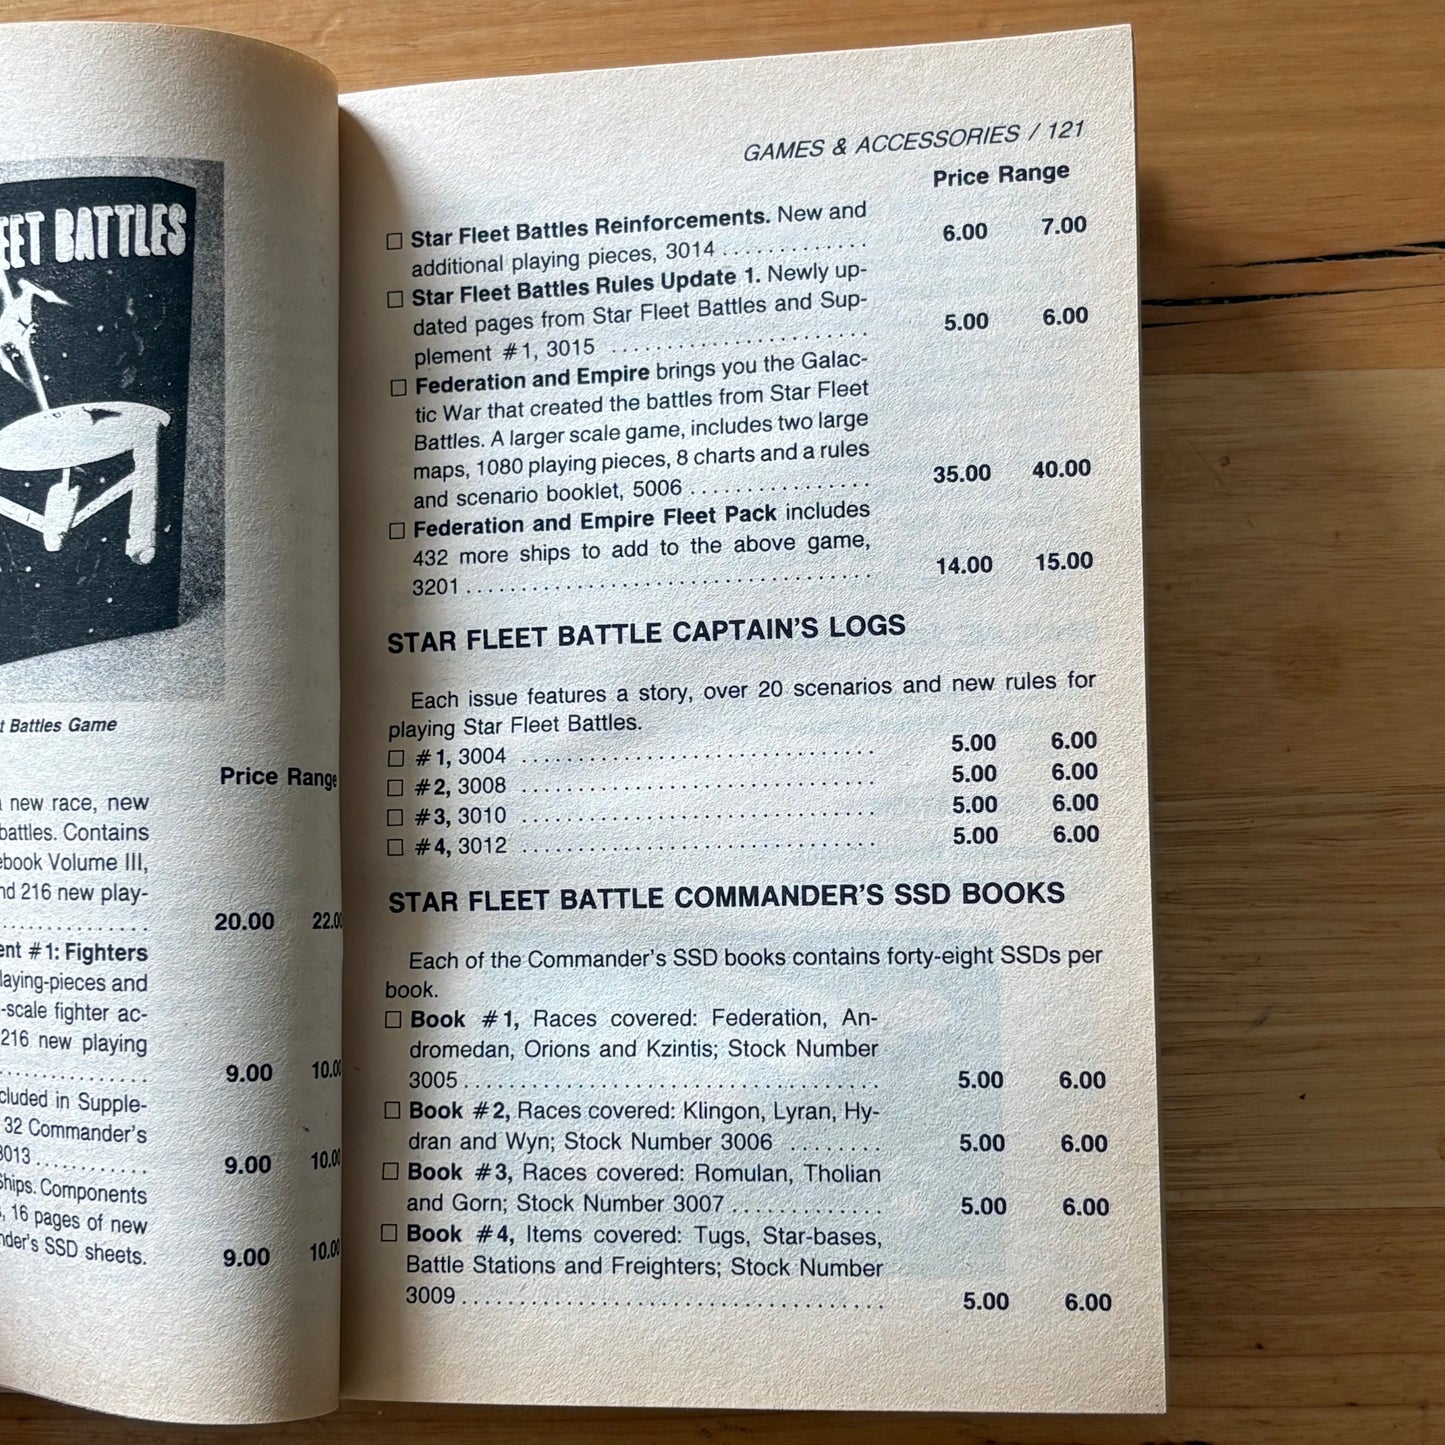 EET BATTLES
t Battles Game
Price Range
new race, new
battles. Contains
ebook Volume III,
nd 216 new play-
................ 20.00 22.00
ent #1: Fighters
laying-pieces and
-scale fighter ac-
216 new playing
................ 9.00 10.00
cluded in Supple-
32 Commander's
3013............ 9.00 10.00
Ships. Components
, 16 pages of new
nder's SSD sheets. 9.00 10.00
GAMES & ACCESSORIES / 121
Price Range
☐ Star Fleet Battles Reinforcements. New and
additional playing pieces, 3014 ............. 6.00 7.00
☐ Star Fleet Battles Rules Update 1. Newly up-
dated pages from Star Fleet Battles and Sup-
plement #1, 3015 ....................... 5.00 6.00
☐ Federation and Empire brings you the Galac-
tic War that created the battles from Star Fleet
Battles. A larger scale game, includes two large
maps, 1080 playing pieces, 8 charts and a rules
and scenario booklet, 5006 ................ 35.00 40.00
☐ Federation and Empire Fleet Pack includes
432 more ships to add to the above game,
3201.................................... 14.00 15.00
STAR FLEET BATTLE CAPTAIN'S LOGS
Each issue features a story, over 20 scenarios and new rules for
playing Star Fleet Battles.
☐ #1, 3004 ............................... 5.00 6.00
☐ #2, 3008 ............................... 5.00 6.00
☐ #3, 3010 ............................... 5.00 6.00
☐ #4, 3012 ............................... 5.00 6.00
STAR FLEET BATTLE COMMANDER'S SSD BOOKS
Each of the Commander's SSD books contains forty-eight SSDs per
book.
☐ Book #1, Races covered: Federation, An-
dromedan, Orions and Kzintis; Stock Number
3005..................................... 5.00 6.00
☐ Book #2, Races covered: Klingon, Lyran, Hy-
dran and Wyn; Stock Number 3006 ........ 5.00 6.00
☐ Book #3, Races covered: Romulan, Tholian
and Gorn; Stock Number 3007.............. 5.00 6.00
☐ Book #4, Items covered: Tugs, Star-bases,
Battle Stations and Freighters; Stock Number
3009..................................... 5.00 6.00